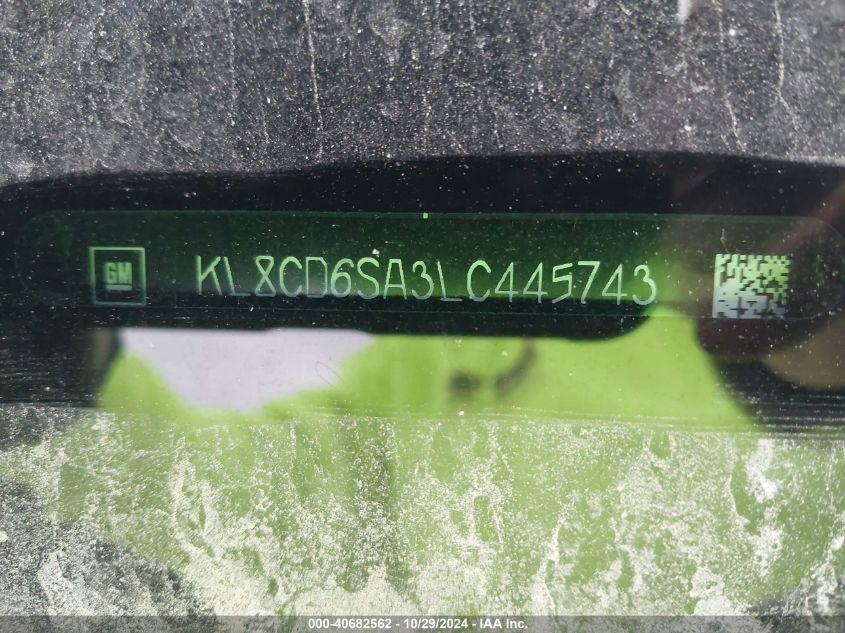 GM KL8CD6SA3LC445743
000-40682562 - 10/29/2024 - IAA Inc.